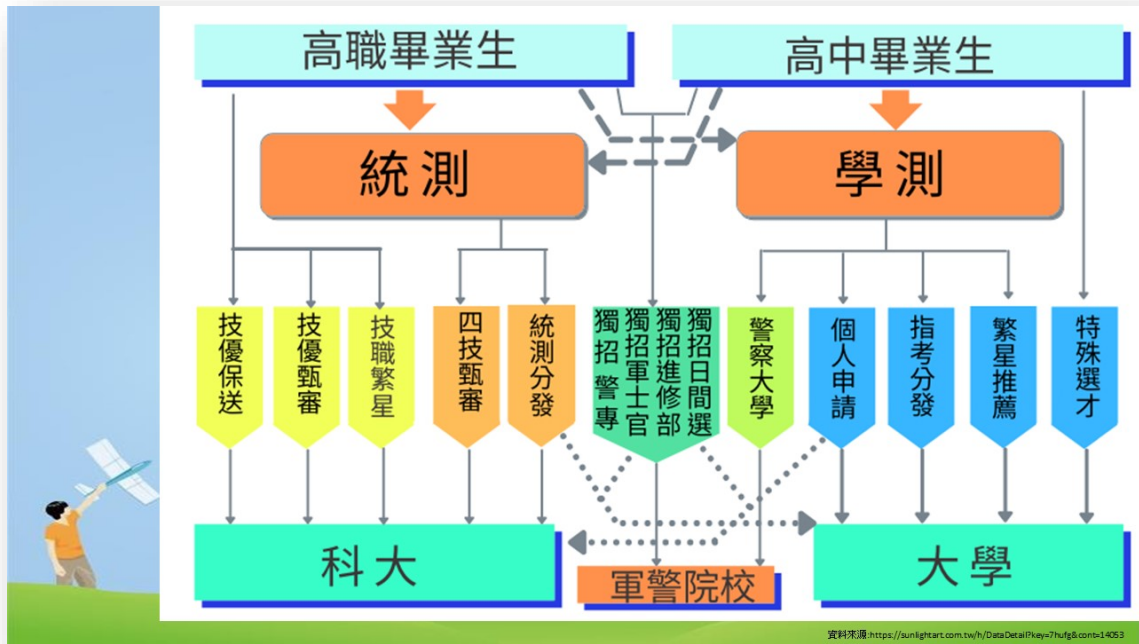 高職畢業生
高中畢業生
統測
學測
技優保送
技優甄審
技職繁星
四技甄審
統測分發
獨招警專
獨招軍士官
獨招進修部
獨招日間選
警察大學
個人申請
指考分發
繁星推薦
特殊選才
科大
軍警院校
大學
資料來源:https://sunlightart.com.tw/h/DataDetail?key=7hufg&cont=14053